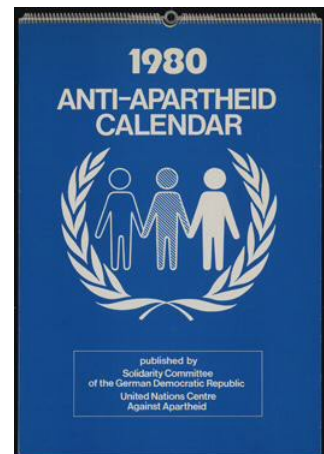 1980
ANTI-APARTHEID
CALENDAR
published by
Solidarity Committee
of the German Democratic Republic
United Nations Centre
Against Apartheid